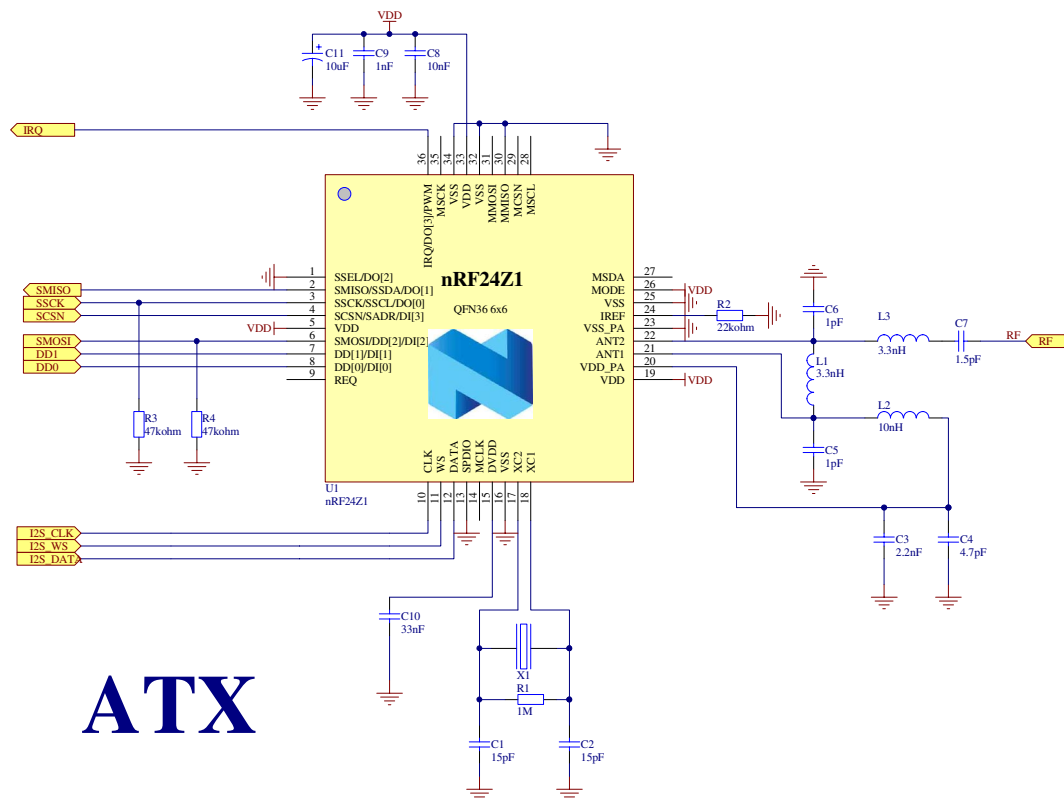 VDD
C11
10uF
C9
1nF
C8
10nF
IRQ
36
35
34
33
32
31
30
29
28
IRQ/DO[3]/PWM
MSCK
VSS
VDD
VSS
MMOSI
MMISO
MCSN
MSCL
nRF24Z1
QFN36 6x6
SMISO
SSCK
SCSN
VDD
SMOSI
DD1
DD0
1 SSEL/DO[2]
2 SMISO/SSDA/DO[1]
3 SSCK/SSCL/DO[0]
4 SCSN/SADR/DI[3]
5 VDD
6 SMOSI/DD[2]/DI[2]
7 DD[1]/DI[1]
8 DD[0]/DI[0]
9 REQ
MSDA 27
MODE 26 VDD
VSS 25
IREF 24
VSS_PA 23
ANT2 22
ANT1 21
VDD_PA 20
VDD 19 VDD
R2
22kohm
C6
1pF
L3
3.3nH
C7
1.5pF
RF
RF
L1
3.3nH
L2
10nH
C5
1pF
R3
47kohm
R4
47kohm
CLK
WS
DATA
SPDIO
MCLK
DVDD
VSS
XC2
XC1
10
11
12
13
14
15
16
17
18
U1
nRF24Z1
I2S_CLK
I2S_WS
I2S_DATA
C3
2.2nF
C4
4.7pF
C10
33nF
X1
R1
1M
C1
15pF
C2
15pF
ATX